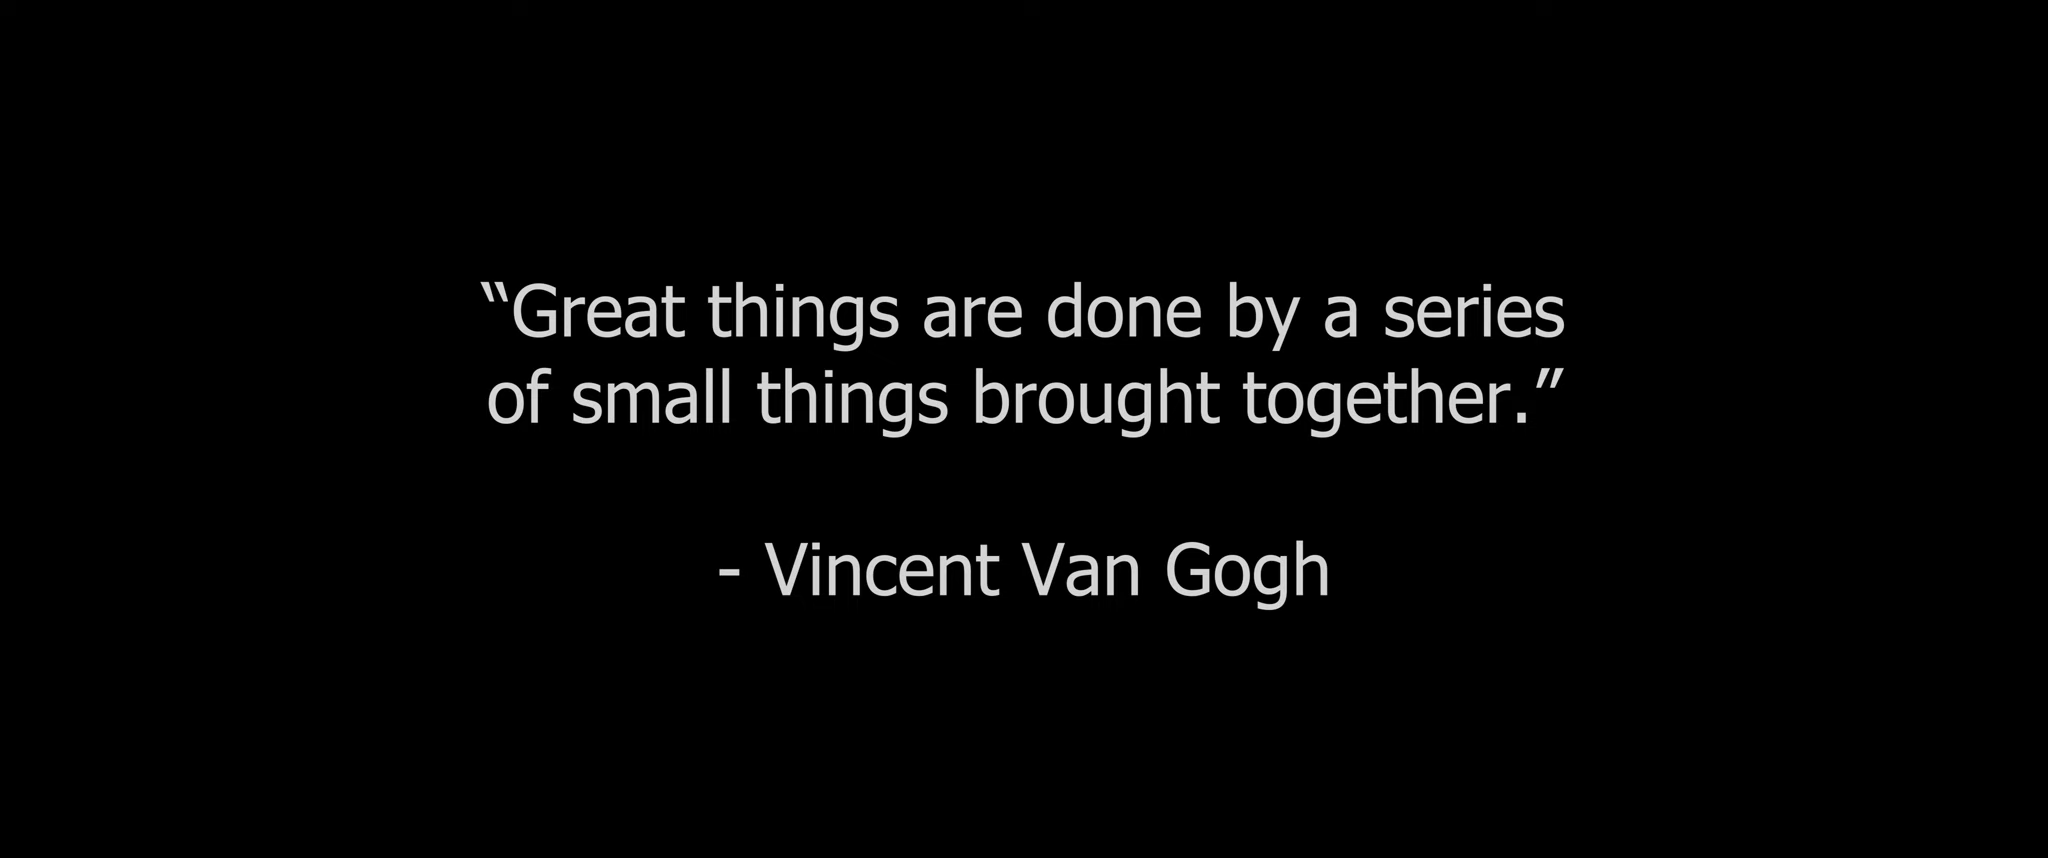 “Great things are done by a series
of small things brought together.”
- Vincent Van Gogh